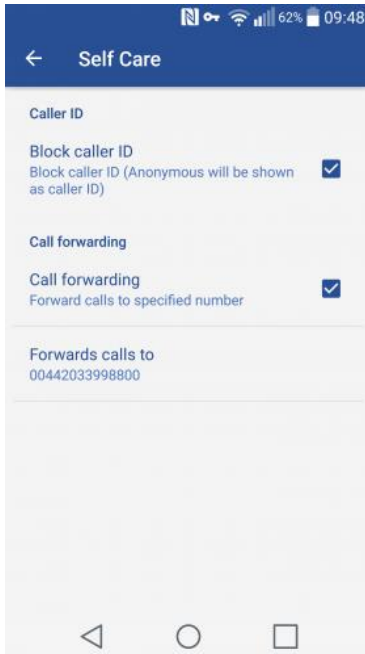 62% 09:48
Self Care
Caller ID
Block caller ID
Block caller ID (Anonymous will be shown
as caller ID)
Call forwarding
Call forwarding
Forward calls to specified number
Forwards calls to
00442033998800